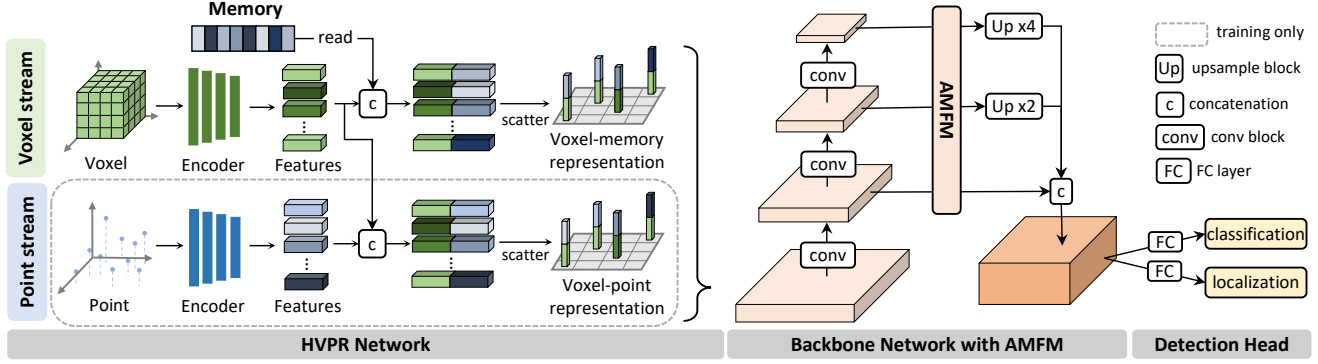 Memory
read
Voxel stream
Voxel
Encoder
Features
c
scatter
Voxel-memory
representation
Point stream
Point
Encoder
Features
c
scatter
Voxel-point
representation
HVPR Network
conv
conv
conv
AMFM
Up x4
Up x2
c
FC
FC
classification
localization
Backbone Network with AMFM
Detection Head
training only
Up upsample block
c concatenation
conv conv block
FC FC layer